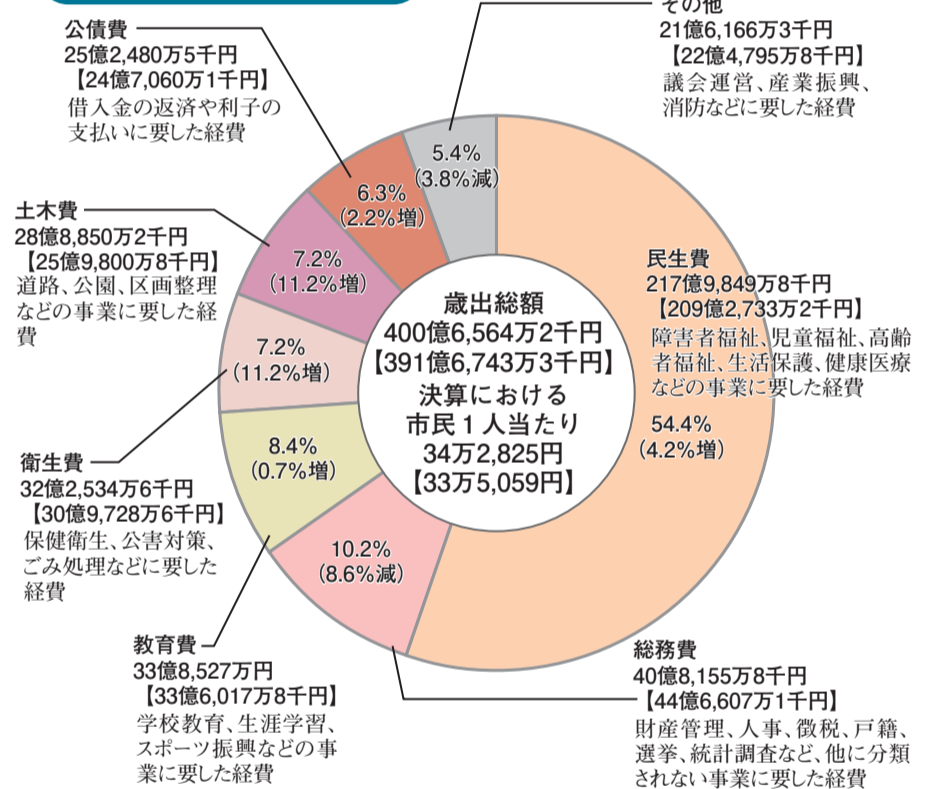 その他
21億6,166万3千円
【22億4,795万8千円】
議会運営、産業振興、
消防などに要した経費
5.4%
(3.8%減)
公債費
25億2,480万5千円
【24億7,060万1千円】
借入金の返済や利子の
支払いに要した経費
6.3%
(2.2%増)
土木費
28億8,850万2千円
【25億9,800万8千円】
道路、公園、区画整理
などの事業に要した経
費
7.2%
(11.2%増)
衛生費
32億2,534万6千円
【30億9,728万6千円】
保健衛生、公害対策、
ごみ処理などに要した
経費
7.2%
(11.2%増)
教育費
33億8,527万円
【33億6,017万8千円】
学校教育、生涯学習、
スポーツ振興などの事
業に要した経費
8.4%
(0.7%増)
総務費
40億8,155万8千円
【44億6,607万1千円】
財産管理、人事、徴税、戸籍、
選挙、統計調査など、他に分類
されない事業に要した経費
10.2%
(8.6%減)
民生費
217億9,849万8千円
【209億2,733万2千円】
障害者福祉、児童福祉、高齢
者福祉、生活保護、健康医療
などの事業に要した経費
54.4%
(4.2%増)
歳出総額
400億6,564万2千円
【391億6,743万3千円】
決算における
市民1人当たり
34万2,825円
【33万5,059円】